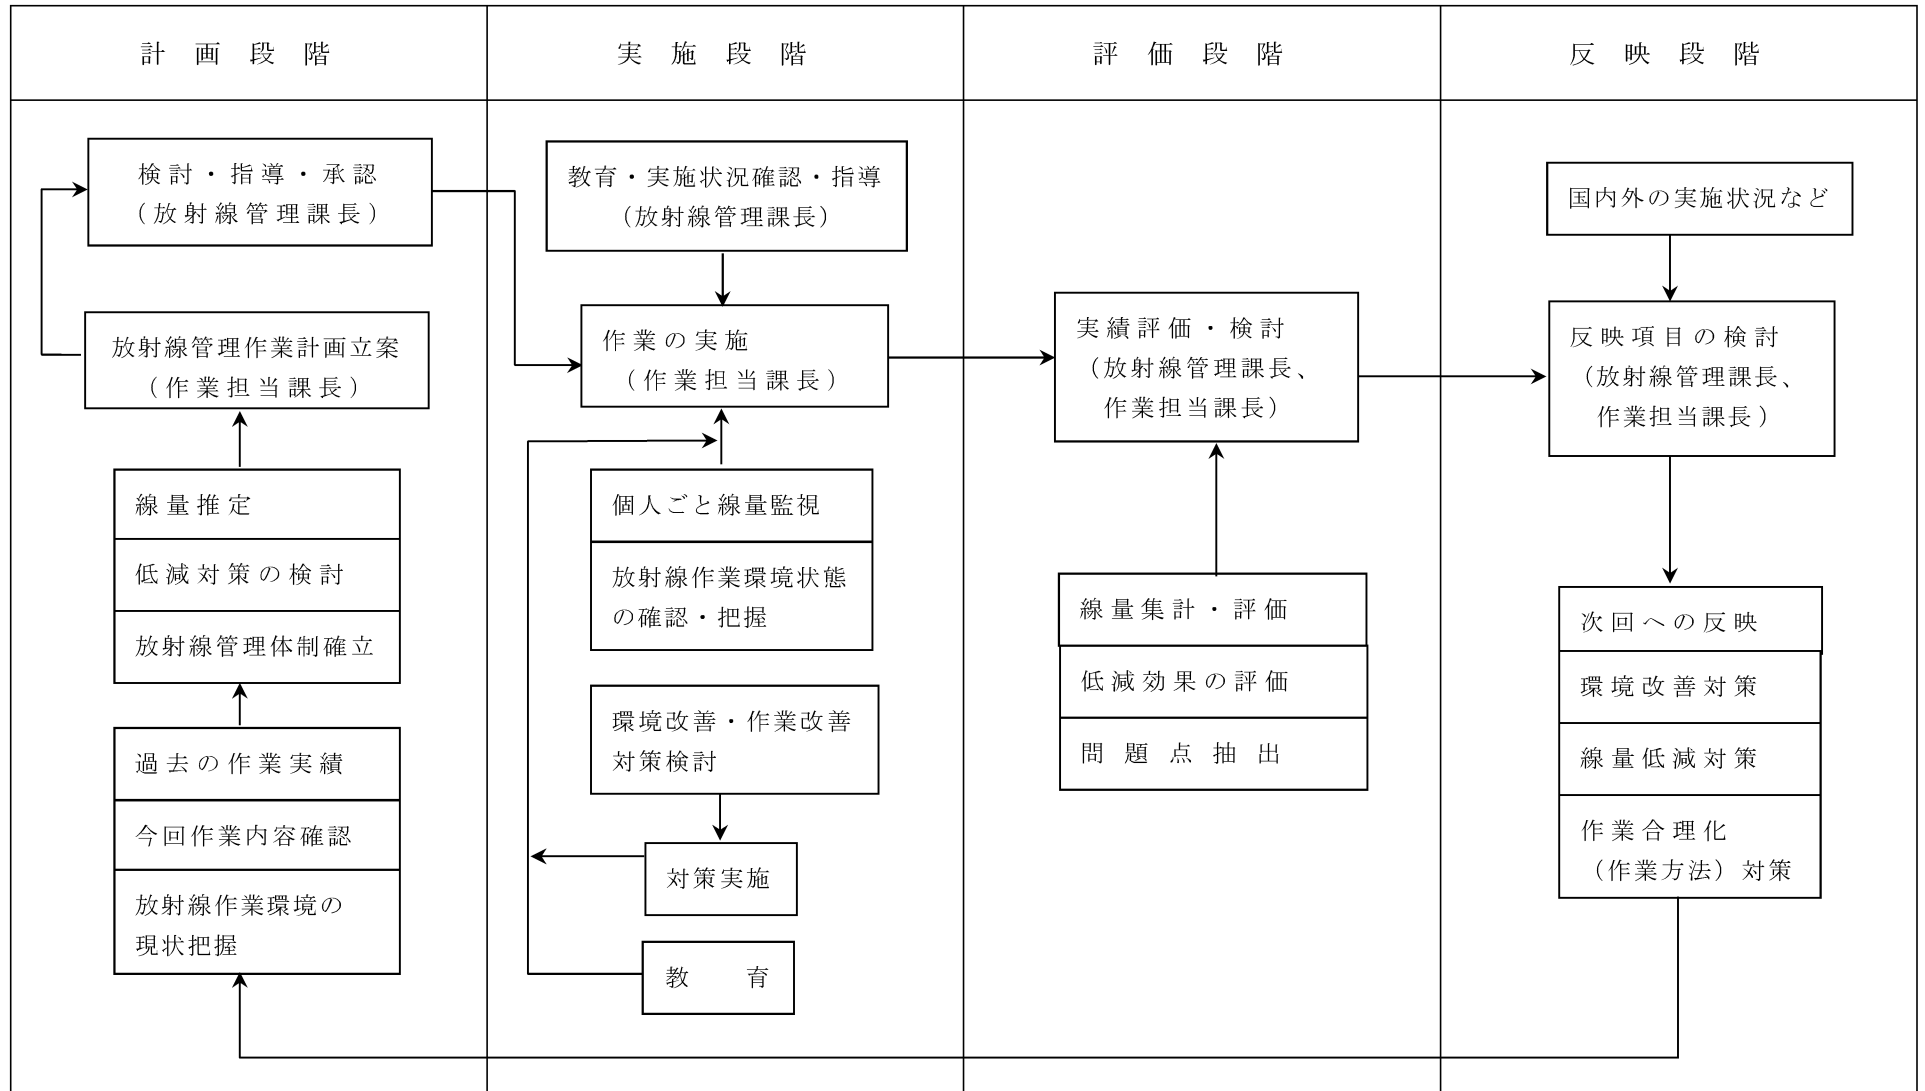 計画段階
実施段階
評価段階
反映段階
検討・指導・承認
（放射線管理課長）
放射線管理作業計画立案
（作業担当課長）
線量推定
低減対策の検討
放射線管理体制確立
過去の作業実績
今回作業内容確認
放射線作業環境の
現状把握
教育・実施状況確認・指導
（放射線管理課長）
作業の実施
（作業担当課長）
個人ごと線量監視
放射線作業環境状態
の確認・把握
環境改善・作業改善
対策検討
対策実施
教　育
実績評価・検討
（放射線管理課長、
作業担当課長）
線量集計・評価
低減効果の評価
問題点抽出
国内外の実施状況など
反映項目の検討
（放射線管理課長、
作業担当課長）
次回への反映
環境改善対策
線量低減対策
作業合理化
（作業方法）対策